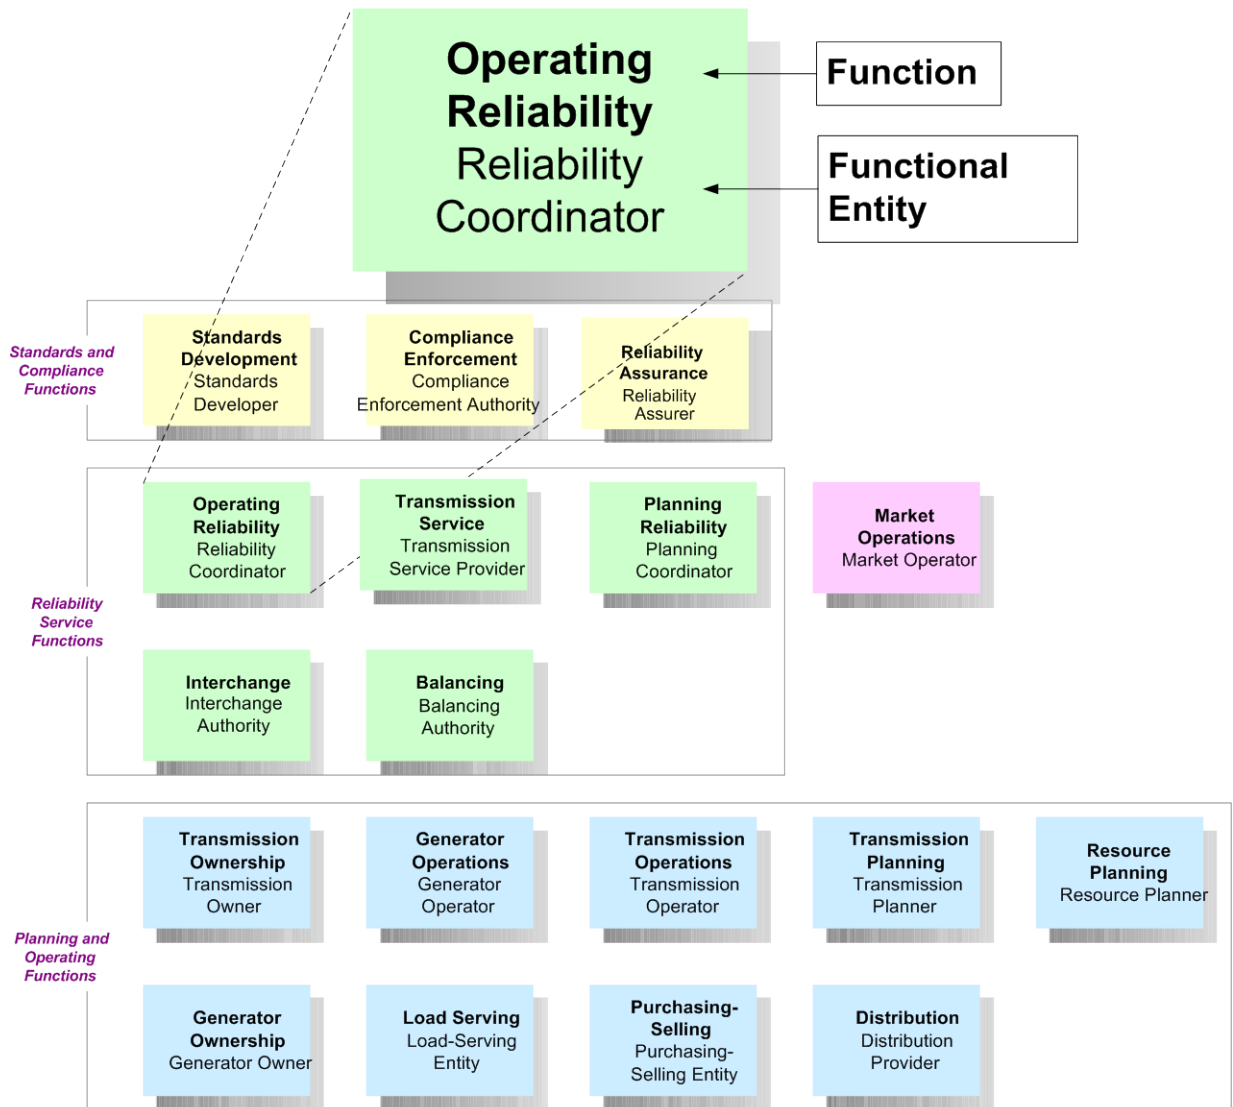 Operating
Reliability
Reliability
Coordinator
Function
Functional
Entity
Standards and
Compliance
Functions
Standards
Development
Standards
Developer
Compliance
Enforcement
Compliance
Enforcement Authority
Reliability
Assurance
Reliability
Assurer
Reliability
Service
Functions
Operating
Reliability
Reliability
Coordinator
Transmission
Service
Transmission
Service Provider
Planning
Reliability
Planning
Coordinator
Market
Operations
Market Operator
Interchange
Interchange
Authority
Balancing
Balancing
Authority
Planning and
Operating
Functions
Transmission
Ownership
Transmission
Owner
Generator
Operations
Generator
Operator
Transmission
Operations
Transmission
Operator
Transmission
Planning
Transmission
Planner
Resource
Planning
Resource Planner
Generator
Ownership
Generator Owner
Load Serving
Load-Serving
Entity
Purchasing-
Selling
Purchasing-
Selling Entity
Distribution
Distribution
Provider